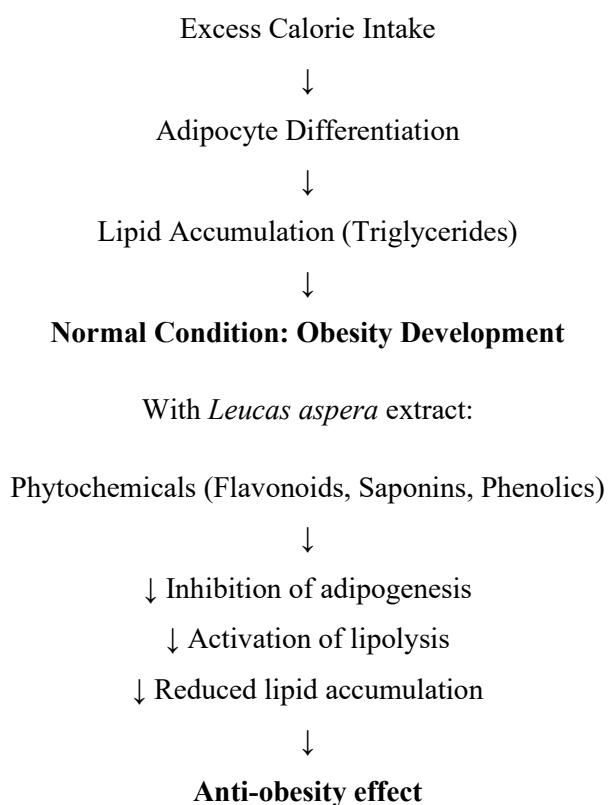 Excess Calorie Intake
↓
Adipocyte Differentiation
↓
Lipid Accumulation (Triglycerides)
↓
Normal Condition: Obesity Development
With Leucas aspera extract:
Phytochemicals (Flavonoids, Saponins, Phenolics)
↓
↓ Inhibition of adipogenesis
↓ Activation of lipolysis
↓ Reduced lipid accumulation
↓
Anti-obesity effect